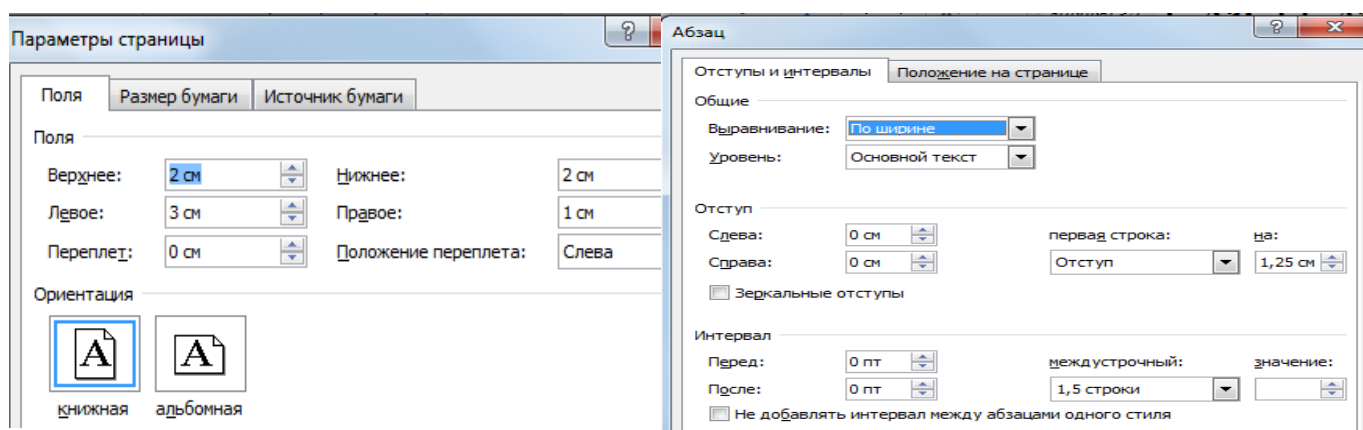 Параметры страницы
Поля Размер бумаги Источник бумаги
Поля
Верхнее: 2 см Нижнее: 2 см
Левое: 3 см Правое: 1 см
Переплет: 0 см Положение переплета: Слева
Ориентация
A A
книжная альбомная
Абзац
Отступы и интервалы Положение на странице
Общие
Выравнивание: По ширине
Уровень: Основной текст
Отступ
Слева: 0 см первая строка: на:
Справа: 0 см Отступ 1,25 см
Зеркальные отступы
Интервал
Перед: 0 пт междустрочный: значение:
После: 0 пт 1,5 строки
Не добавлять интервал между абзацами одного стиля